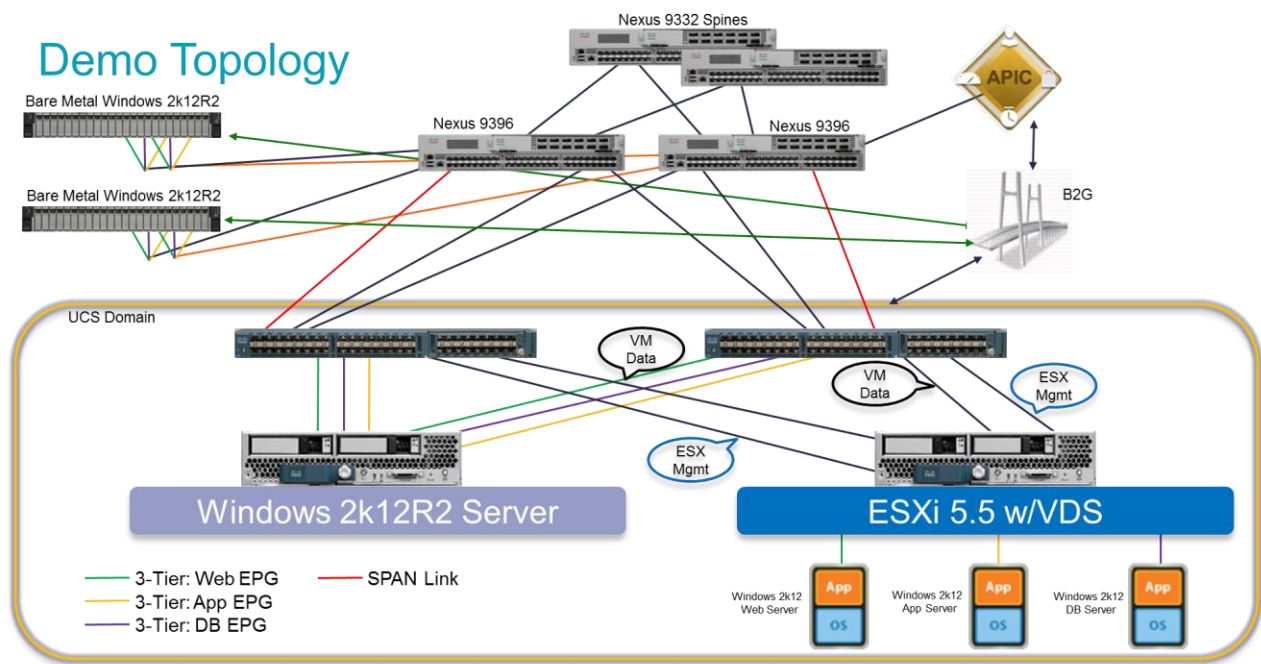 Demo Topology
Nexus 9332 Spines
APIC
Bare Metal Windows 2k12R2
Nexus 9396
Nexus 9396
Bare Metal Windows 2k12R2
B2G
UCS Domain
VM
Data
VM
Data
ESX
Mgmt
ESX
Mgmt
Windows 2k12R2 Server
ESXi 5.5 w/VDS
3-Tier: Web EPG
SPAN Link
3-Tier: App EPG
3-Tier: DB EPG
Windows 2k12
Web Server
App
OS
Windows 2k12
App Server
App
OS
Windows 2k12
DB Server
App
OS